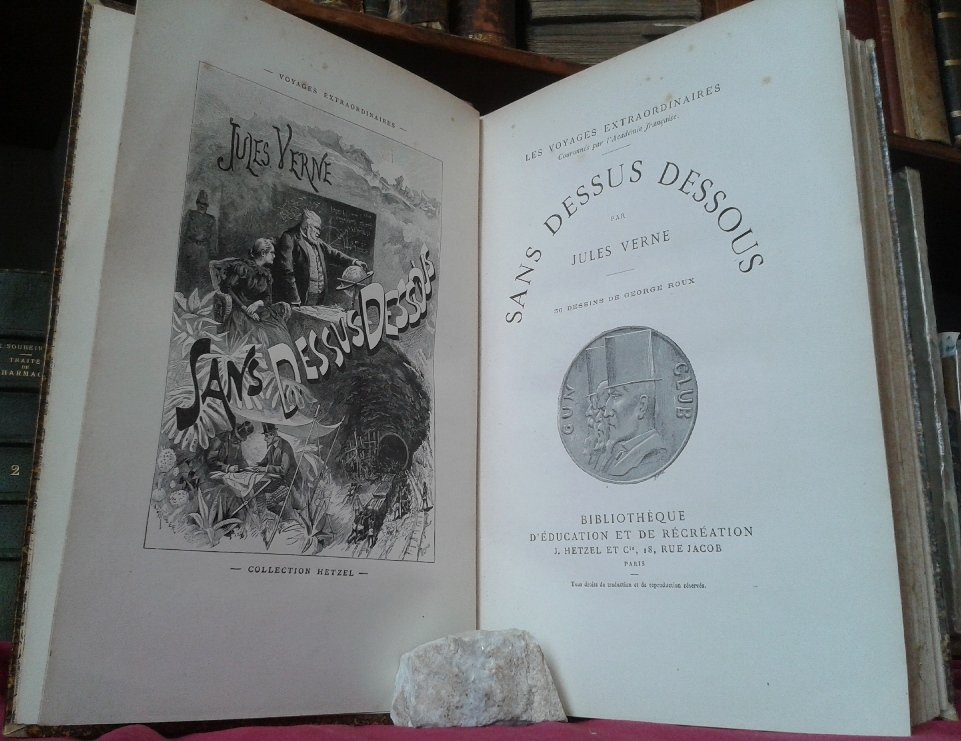 — VOYAGES EXTRAORDINAIRES —
JULES VERNE
SANS DESSUS DESSOUS
— COLLECTION HETZEL —
LES VOYAGES EXTRAORDINAIRES
Couronnés par l'Académie française.
SANS DESSUS DESSOUS
PAR
JULES VERNE
36 DESSINS DE GEORGE ROUX
GUN CLUB
BIBLIOTHÈQUE
D'ÉDUCATION ET DE RÉCRÉATION
J. HETZEL ET Cie, 18, RUE JACOB
PARIS
Tous droits de traduction et de reproduction réservés.
TRAITÉ
DE
2